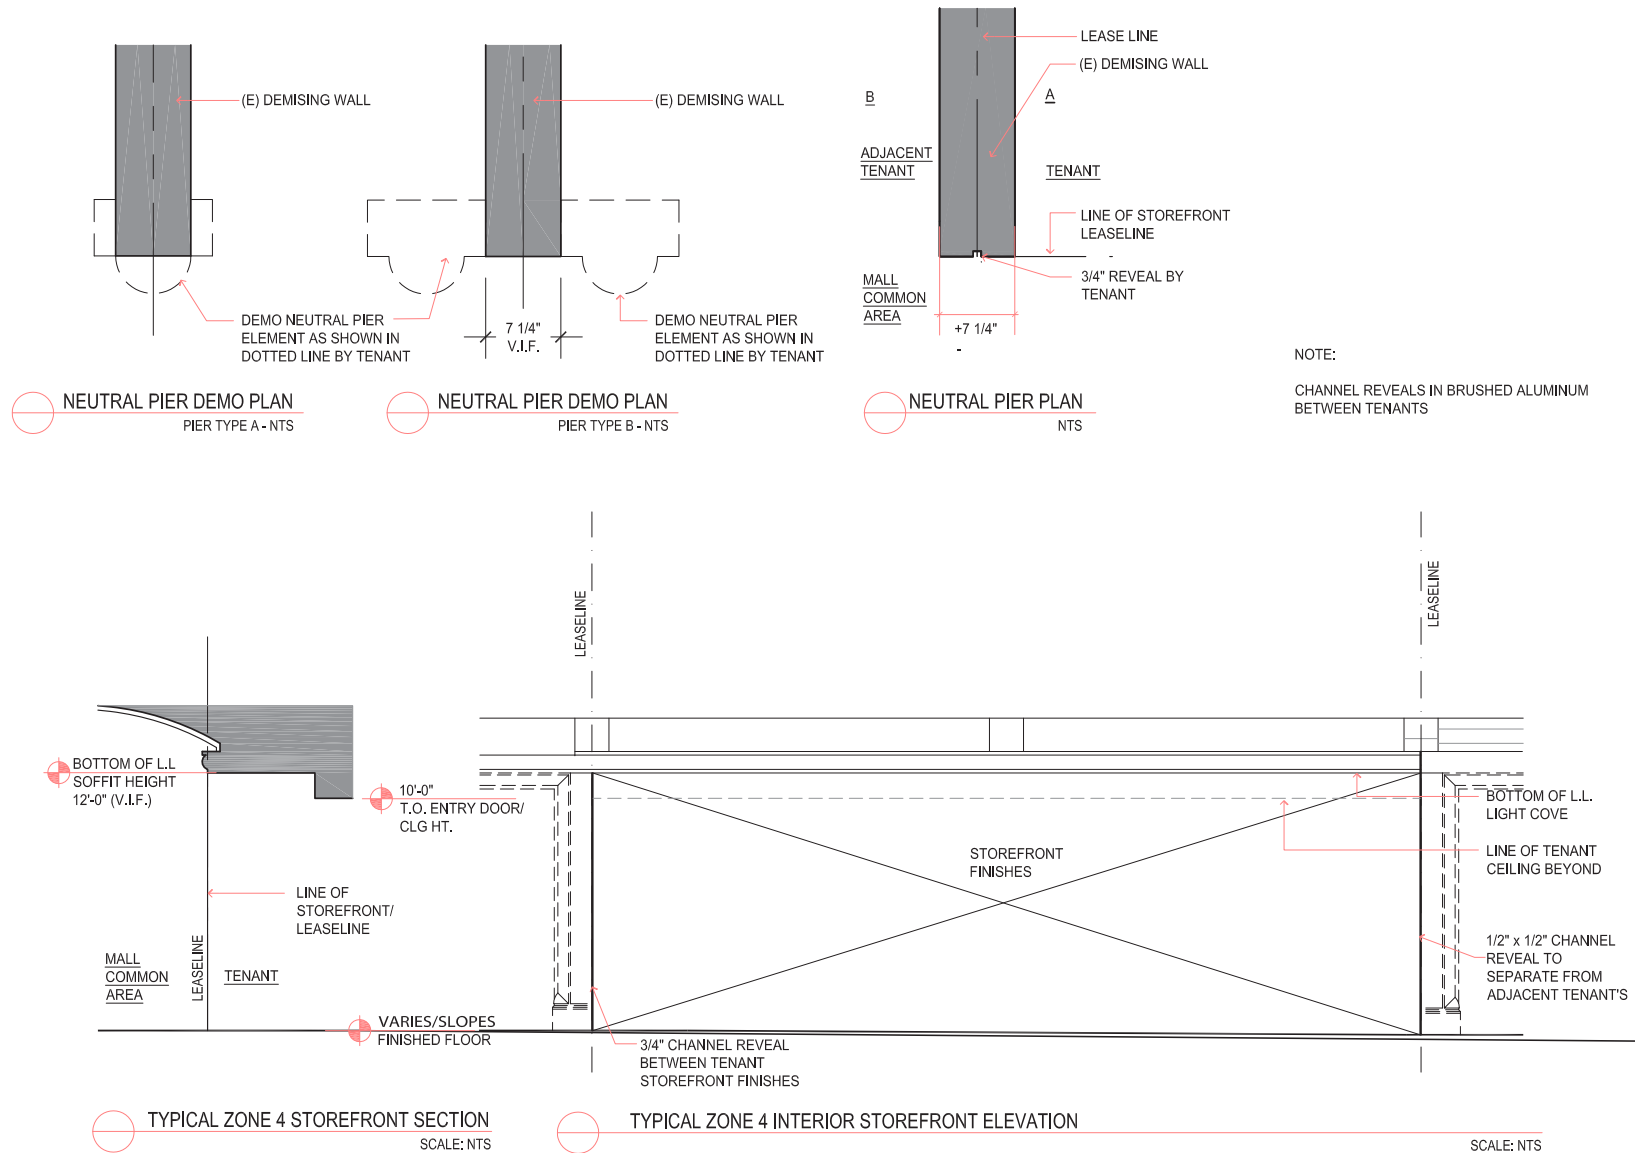 (E) DEMISING WALL
DEMO NEUTRAL PIER
ELEMENT AS SHOWN IN
DOTTED LINE BY TENANT
NEUTRAL PIER DEMO PLAN
PIER TYPE A - NTS
(E) DEMISING WALL
7 1/4"
V.I.F.
DEMO NEUTRAL PIER
ELEMENT AS SHOWN IN
DOTTED LINE BY TENANT
NEUTRAL PIER DEMO PLAN
PIER TYPE B - NTS
LEASE LINE
(E) DEMISING WALL
B
A
ADJACENT
TENANT
TENANT
LINE OF STOREFRONT
LEASELINE
3/4" REVEAL BY
TENANT
MALL
COMMON
AREA
+7 1/4"
-
NEUTRAL PIER PLAN
NTS
NOTE:
CHANNEL REVEALS IN BRUSHED ALUMINUM
BETWEEN TENANTS
BOTTOM OF L.L
SOFFIT HEIGHT
12'-0" (V.I.F.)
10'-0"
T.O. ENTRY DOOR/
CLG HT.
LINE OF
STOREFRONT/
LEASELINE
MALL
COMMON
AREA
LEASELINE
TENANT
VARIES/SLOPES
FINISHED FLOOR
TYPICAL ZONE 4 STOREFRONT SECTION
SCALE: NTS
LEASELINE
LEASELINE
STOREFRONT
FINISHES
BOTTOM OF L.L.
LIGHT COVE
LINE OF TENANT
CEILING BEYOND
1/2" x 1/2" CHANNEL
REVEAL TO
SEPARATE FROM
ADJACENT TENANT'S
3/4" CHANNEL REVEAL
BETWEEN TENANT
STOREFRONT FINISHES
TYPICAL ZONE 4 INTERIOR STOREFRONT ELEVATION
SCALE: NTS